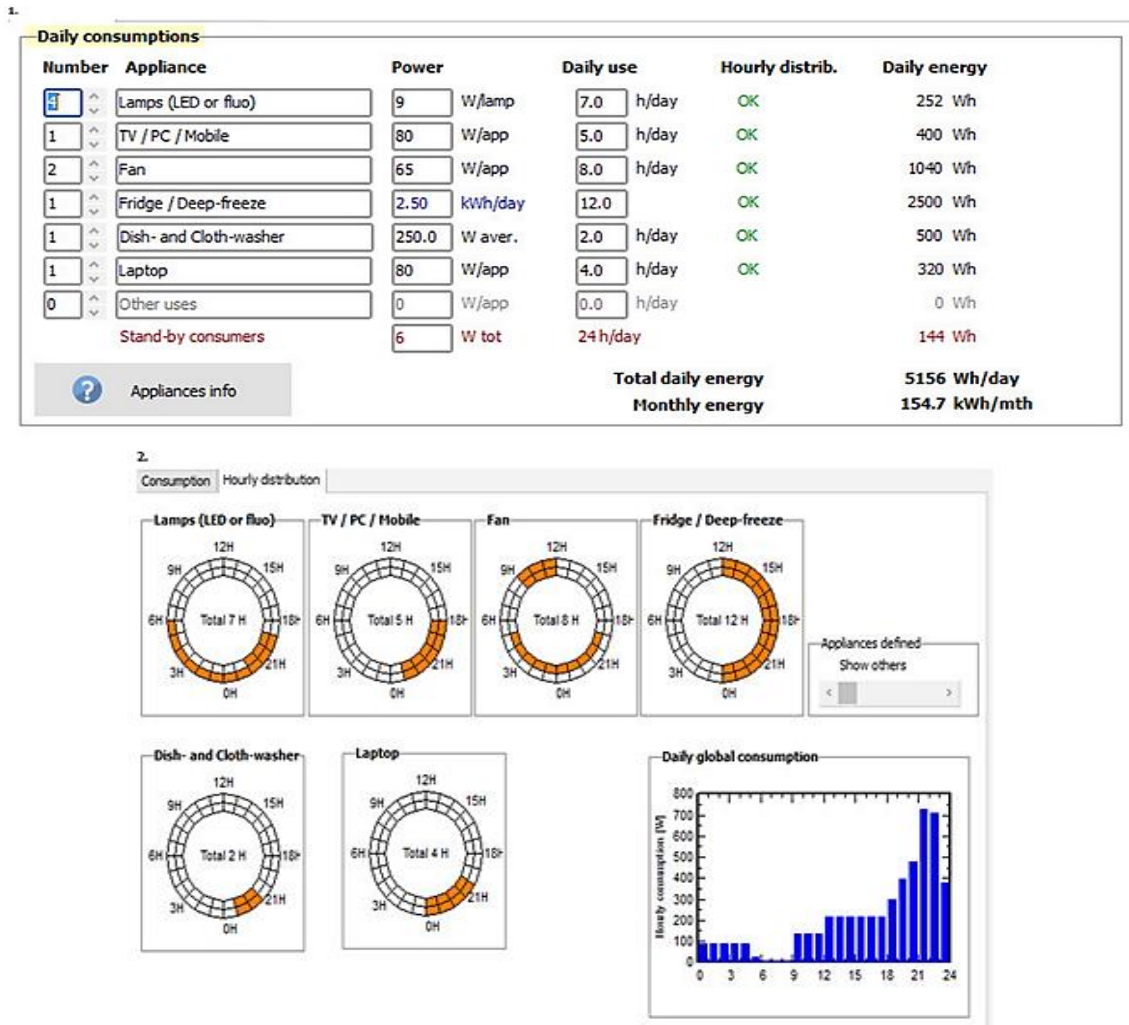 1.
Daily consumptions
Number Appliance Power Daily use Hourly distrib. Daily energy
4 Lamps (LED or fluo) 9 W/lamp 7.0 h/day OK 252 Wh
1 TV / PC / Mobile 80 W/app 5.0 h/day OK 400 Wh
2 Fan 65 W/app 8.0 h/day OK 1040 Wh
1 Fridge / Deep-freeze 2.50 kWh/day 12.0 OK 2500 Wh
1 Dish- and Cloth-washer 250.0 W aver. 2.0 h/day OK 500 Wh
1 Laptop 80 W/app 4.0 h/day OK 320 Wh
0 Other uses 0 W/app 0.0 h/day 0 Wh
Stand-by consumers 6 W tot 24 h/day 144 Wh
? Appliances info
Total daily energy 5156 Wh/day
Monthly energy 154.7 kWh/mth
2.
Consumption Hourly distribution
Lamps (LED or fluo) TV / PC / Mobile Fan Fridge / Deep-freeze
12H 12H 12H 12H
9H 15H 9H 15H 9H 15H 9H 15H
6H Total 7 H 18H 6H Total 5 H 18H 6H Total 8 H 18H 6H Total 12 H 18H
3H 21H 3H 21H 3H 21H 3H 21H
0H 0H 0H 0H
Appliances defined
Show others
Dish- and Cloth-washer Laptop Daily global consumption
12H 12H
9H 15H 9H 15H
6H Total 2 H 18H 6H Total 4 H 18H
3H 21H 3H 21H
0H 0H
Hourly consumption [W]
800
700
600
500
400
300
200
100
0
0 3 6 9 12 15 18 21 24